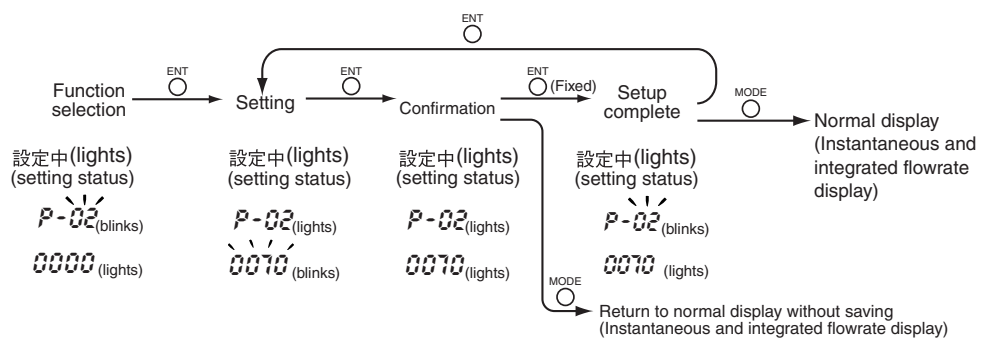 ENT
Function
selection
ENT
Setting
ENT
Confirmation
ENT
(Fixed)
Setup
complete
MODE
Normal display
(Instantaneous and
integrated flowrate
display)
設定中(lights)
(setting status)
P-02(blinks)
0000 (lights)
設定中(lights)
(setting status)
P-02(lights)
0070 (blinks)
設定中(lights)
(setting status)
P-02(lights)
0070(lights)
設定中(lights)
(setting status)
P-02(blinks)
0070 (lights)
MODE
Return to normal display without saving
(Instantaneous and integrated flowrate display)